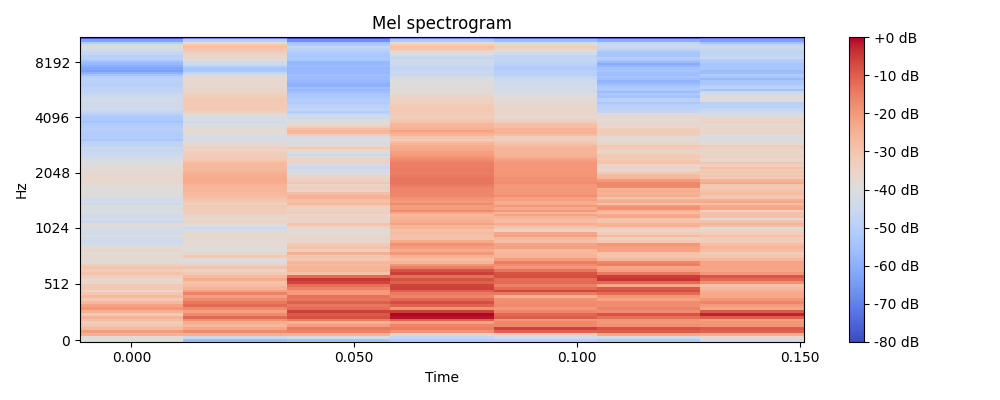 Mel spectrogram
Hz
8192
4096
2048
1024
512
0
0.000
0.050
0.100
0.150
Time
+0 dB
-10 dB
-20 dB
-30 dB
-40 dB
-50 dB
-60 dB
-70 dB
-80 dB